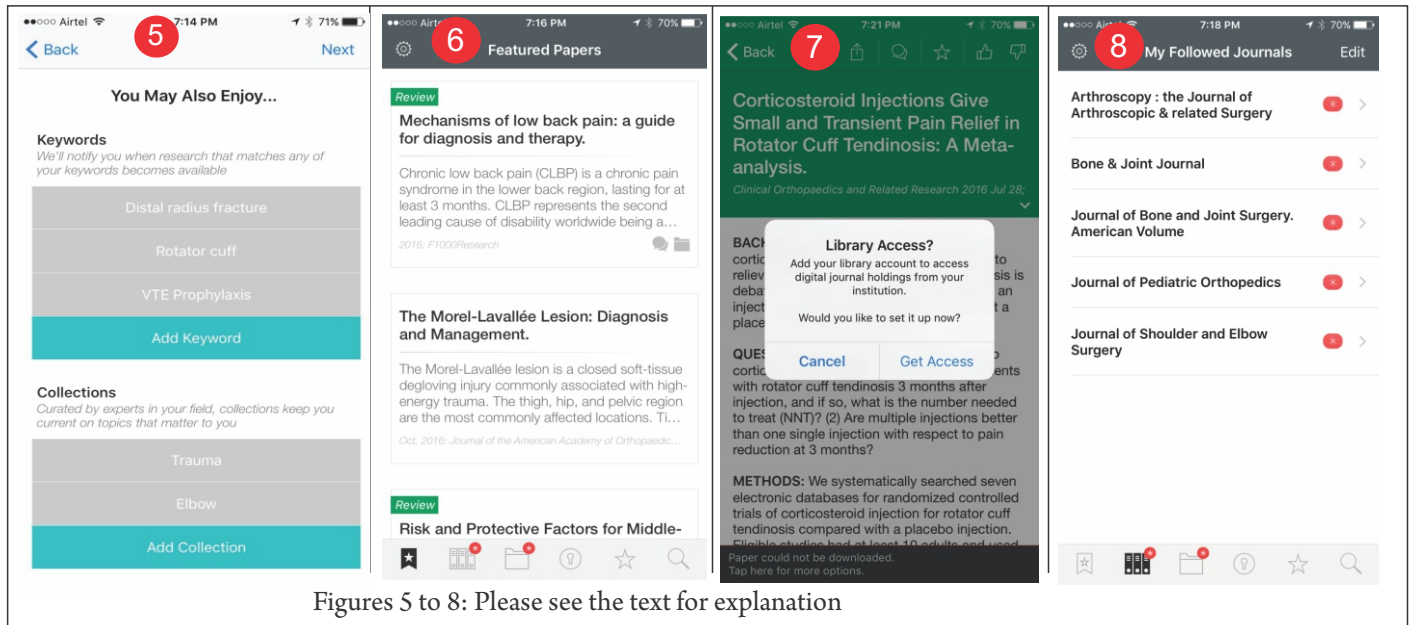 Airtel 7:14 PM 71%
5
Back Next
You May Also Enjoy...
Keywords
We'll notify you when research that matches any of
your keywords becomes available
Distal radius fracture
Rotator cuff
VTE Prophylaxis
Add Keyword
Collections
Curated by experts in your field, collections keep you
current on topics that matter to you
Trauma
Elbow
Add Collection
7:16 PM 70%
6
Featured Papers
Review
Mechanisms of low back pain: a guide
for diagnosis and therapy.
Chronic low back pain (CLBP) is a chronic pain
syndrome in the lower back region, lasting for at
least 3 months. CLBP represents the second
leading cause of disability worldwide being a...
2016: F1000Research
The Morel-Lavallée Lesion: Diagnosis
and Management.
The Morel-Lavallée lesion is a closed soft-tissue
degloving injury commonly associated with high-
energy trauma. The thigh, hip, and pelvic region
are the most commonly affected locations. Ti...
Oct, 2016: Journal of the American Academy of Orthopaedic...
Review
Risk and Protective Factors for Middle-
Airtel 7:21 PM 70%
7
Back
Corticosteroid Injections Give
Small and Transient Pain Relief in
Rotator Cuff Tendinosis: A Meta-
analysis.
Clinical Orthopaedics and Related Research 2016 Jul 28;
Library Access?
Add your library account to access
digital journal holdings from your
institution.
Would you like to set it up now?
Cancel Get Access
with rotator cuff tendinosis 3 months after
injection, and if so, what is the number needed
to treat (NNT)? (2) Are multiple injections better
than one single injection with respect to pain
reduction at 3 months?
METHODS: We systematically searched seven
electronic databases for randomized controlled
trials of corticosteroid injection for rotator cuff
tendinosis compared with a placebo injection.
Eligible studies had at least 10 adults and used
Paper could not be downloaded.
Tap here for more options.
7:18 PM 70%
8
My Followed Journals Edit
Arthroscopy : the Journal of
Arthroscopic & related Surgery
Bone & Joint Journal
Journal of Bone and Joint Surgery.
American Volume
Journal of Pediatric Orthopedics
Journal of Shoulder and Elbow
Surgery
Figures 5 to 8: Please see the text for explanation